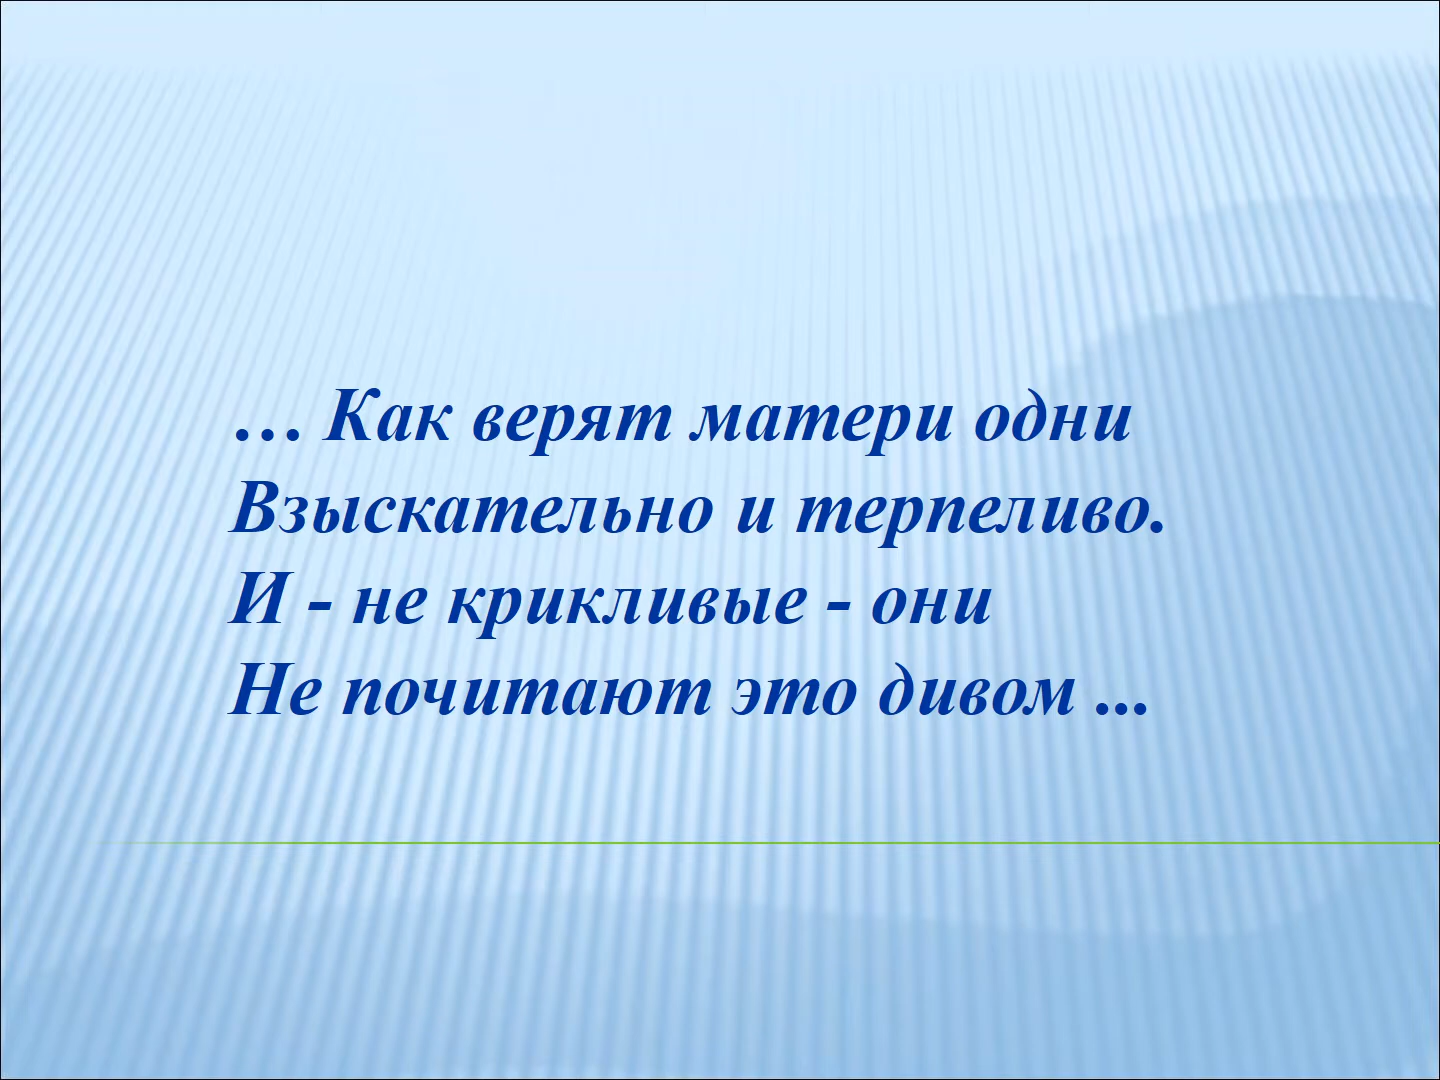 … Как верят матери одни
Взыскательно и терпеливо.
И - не крикливые - они
Не почитают это дивом ...